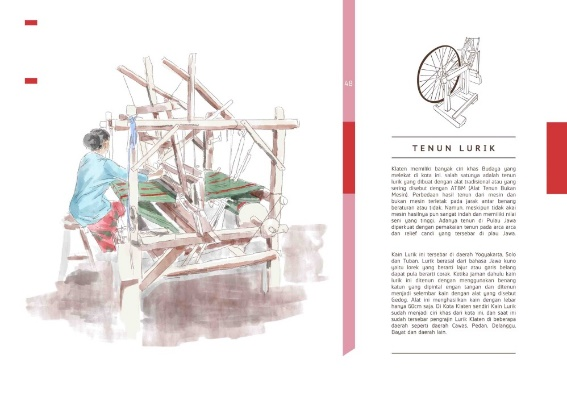 48
TENUN LURIK
Klaten memiliki banyak ciri khas Budaya yang
melekat di kota ini, salah satunya adalah tenun
lurik yang dibuat dengan alat tradisional atau yang
sering disebut dengan ATBM (Alat Tenun Bukan
Mesin). Perbedaan hasil tenun dari mesin dan
bukan mesin terletak pada jarak antar benang
beraturan atau tidak. Namun, meskipun tidak akai
mesin hasilnya pun sangat indah dan memiliki nilai
seni yang tinggi. Adanya tenun di Pulau Jawa
diperkuat dengan pemakaian tenun pada arca arca
dan relief candi yang tersebar di plau Jawa.
Kain Lurik ini tersebar di daerah Yogyakarta, Solo
dan Tuban. Lurik berasal dari bahasa Jawa kuno
yaitu lorek yang berarti lajur atau garis belang
dapat pula berarti corak. Ketika jaman dahulu kain
lurik ini ditenun dengan menggunakan benang
katun yang dipintal engan tangan dan ditenun
menjadi selembar kain dengan alat yang disebut
Gedog. Alat ini menghasilkan kain dengan lebar
hanya 60cm saja. Di Kota Klaten sendiri Kain Lurik
sudah menjadi ciri khas dari kota ini, dan saat ini
sudah tersebar pengrajin Lurik Klaten di beberapa
daerah seperti daerah Cawas, Pedan, Delanggu,
Bayat dan daerah lain.